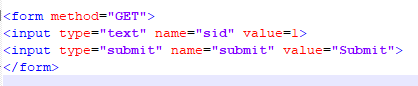 <form method="GET">
<input type="text" name="sid" value=1>
<input type="submit" name="submit" value="Submit">
</form>